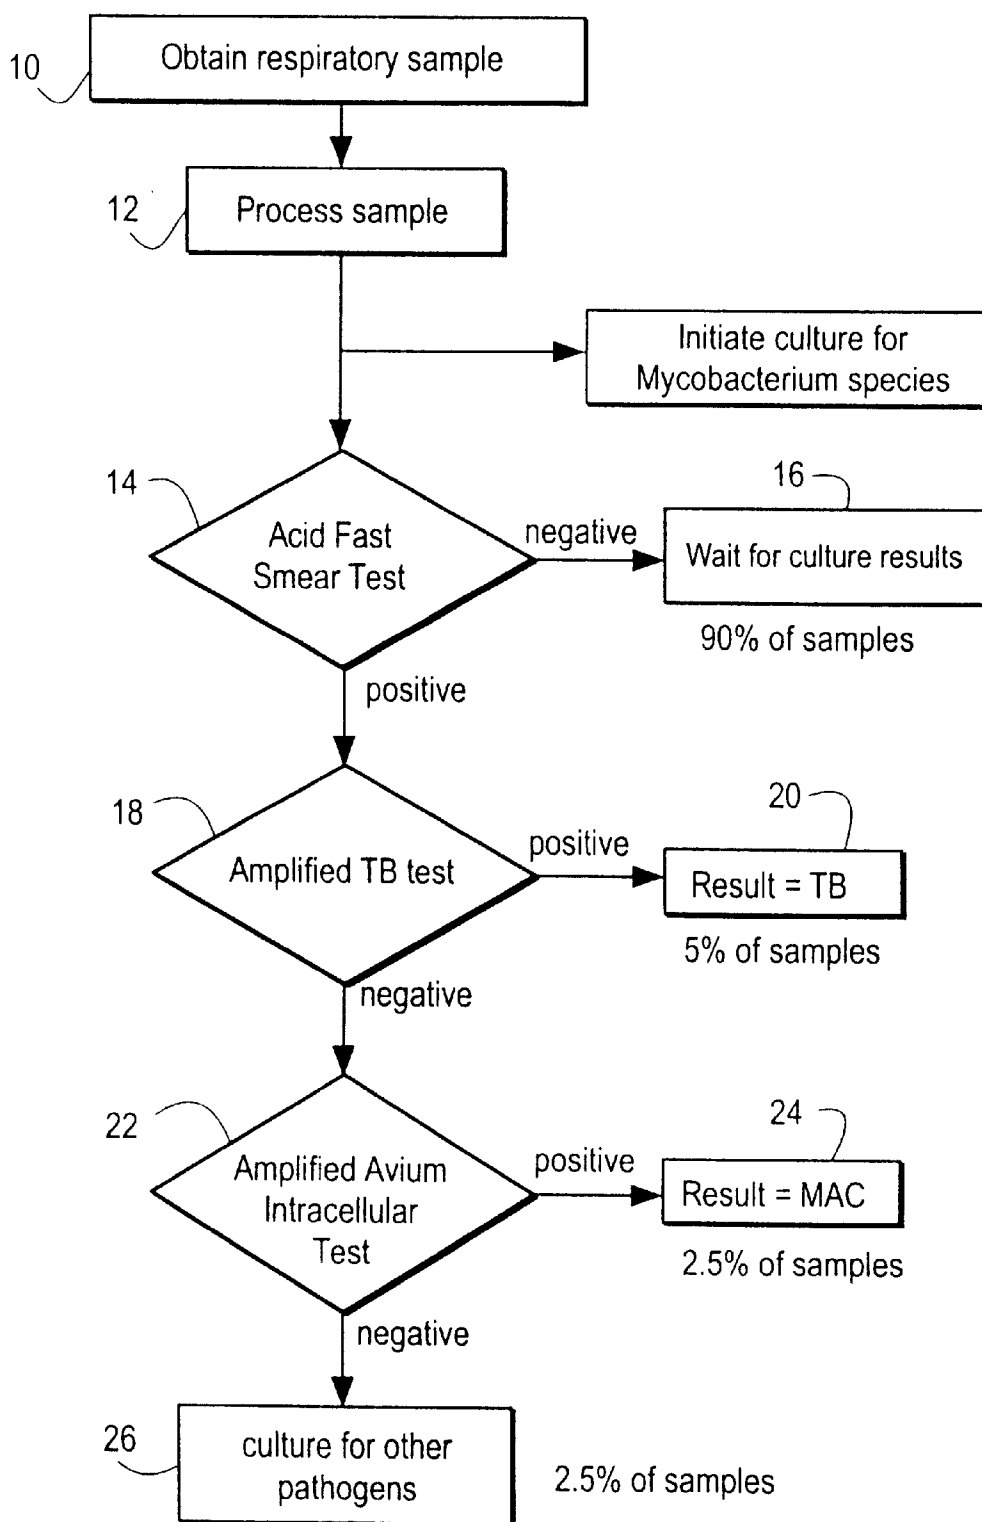 Obtain respiratory sample
10
Process sample
12
Initiate culture for
Mycobacterium species
14
Acid Fast
Smear Test
negative
16
Wait for culture results
90% of samples
positive
18
Amplified TB test
positive
20
Result = TB
5% of samples
negative
22
Amplified Avium
Intracellular
Test
positive
24
Result = MAC
2.5% of samples
negative
26
culture for other
pathogens
2.5% of samples